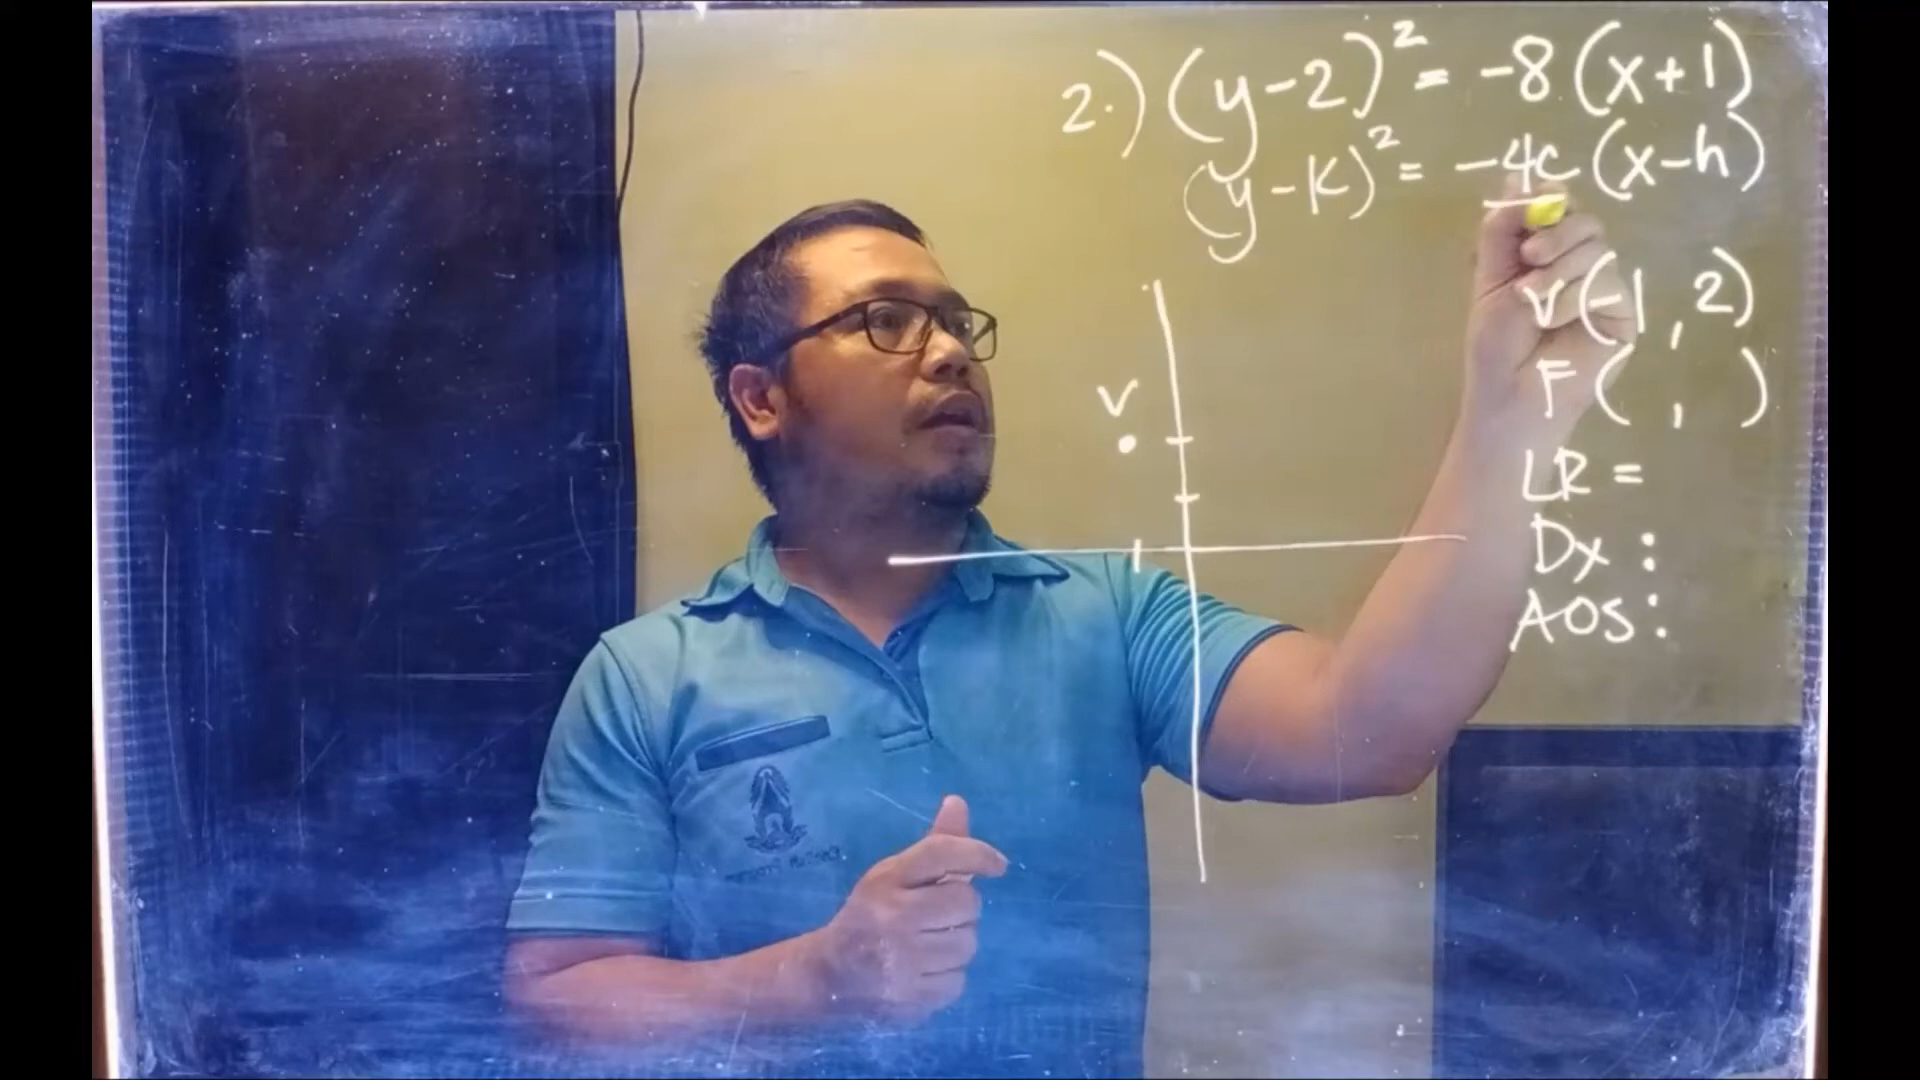 2.) (y-2)² = -8(x+1)
(y-k)² = -4c(x-h)
V(-1, 2)
F( , )
V
LR =
Dx :
AOS :